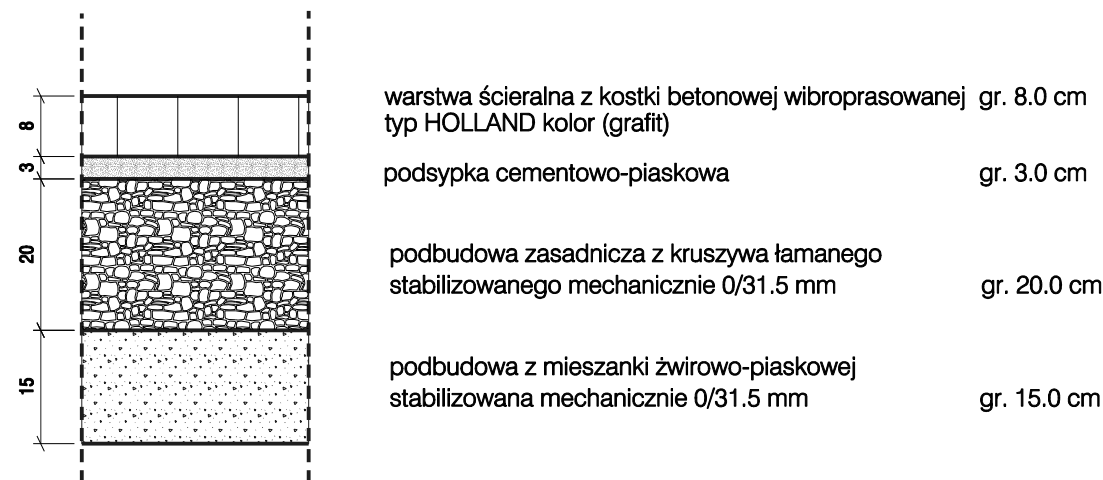 warstwa ścieralna z kostki betonowej wibroprasowanej gr. 8.0 cm
typ HOLLAND kolor (grafit)
8
3
podsypka cementowo-piaskowa gr. 3.0 cm
20
podbudowa zasadnicza z kruszywa łamanego
stabilizowanego mechanicznie 0/31.5 mm gr. 20.0 cm
15
podbudowa z mieszanki żwirowo-piaskowej
stabilizowana mechanicznie 0/31.5 mm gr. 15.0 cm